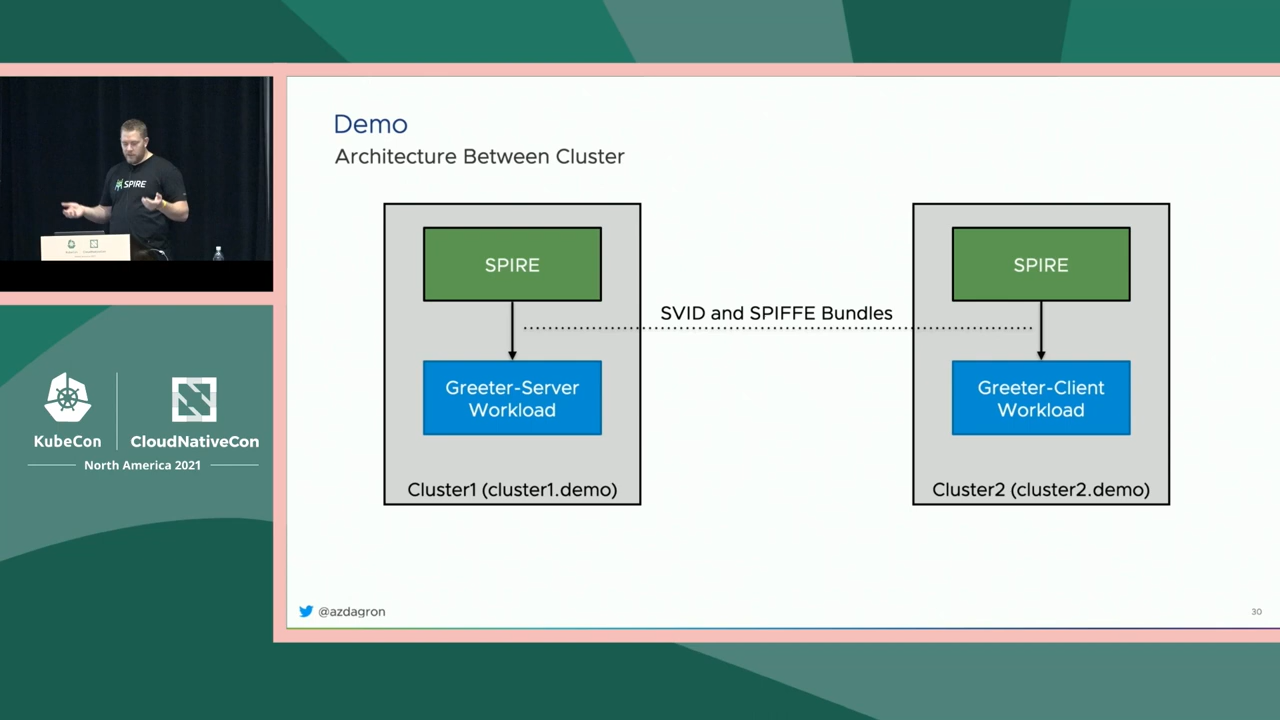 SPIRE
KubeCon
CloudNativeCon
North America 2021
Demo
Architecture Between Cluster
SPIRE
SPIRE
SVID and SPIFFE Bundles
Greeter-Server
Workload
Greeter-Client
Workload
Cluster1 (cluster1.demo)
Cluster2 (cluster2.demo)
@azdagron
30